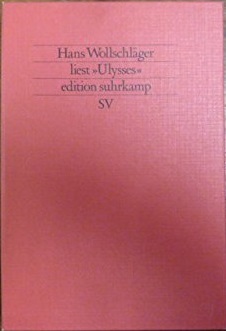 Hans Wollschläger
liest »Ulysses«
edition suhrkamp
SV